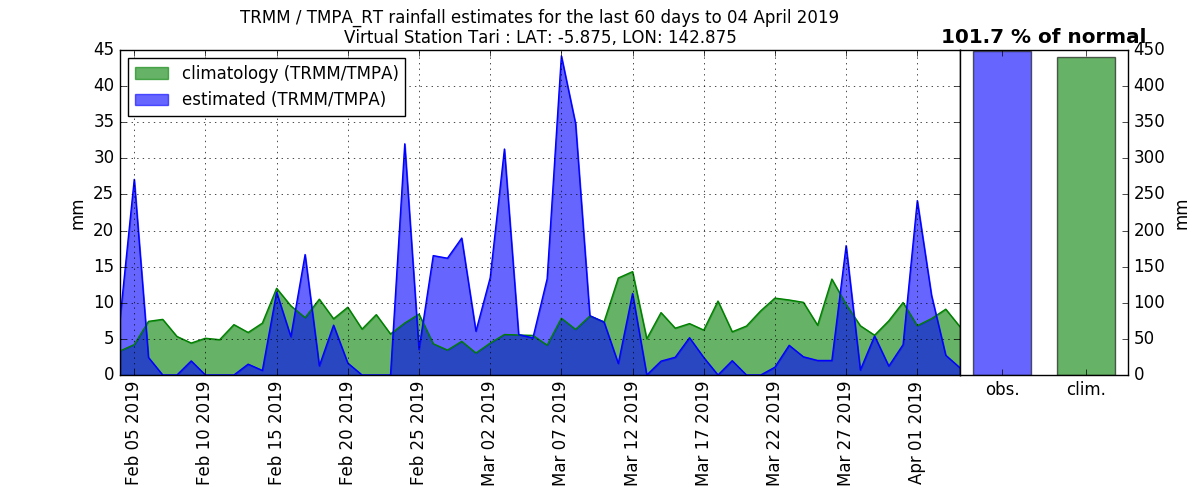 TRMM / TMPA_RT rainfall estimates for the last 60 days to 04 April 2019
Virtual Station Tari : LAT: -5.875, LON: 142.875
101.7 % of normal
climatology (TRMM/TMPA)
estimated (TRMM/TMPA)
mm
45
40
35
30
25
20
15
10
5
0
Feb 05 2019
Feb 10 2019
Feb 15 2019
Feb 20 2019
Feb 25 2019
Mar 02 2019
Mar 07 2019
Mar 12 2019
Mar 17 2019
Mar 22 2019
Mar 27 2019
Apr 01 2019
obs.
clim.
450
400
350
300
250
200
150
100
50
0
mm